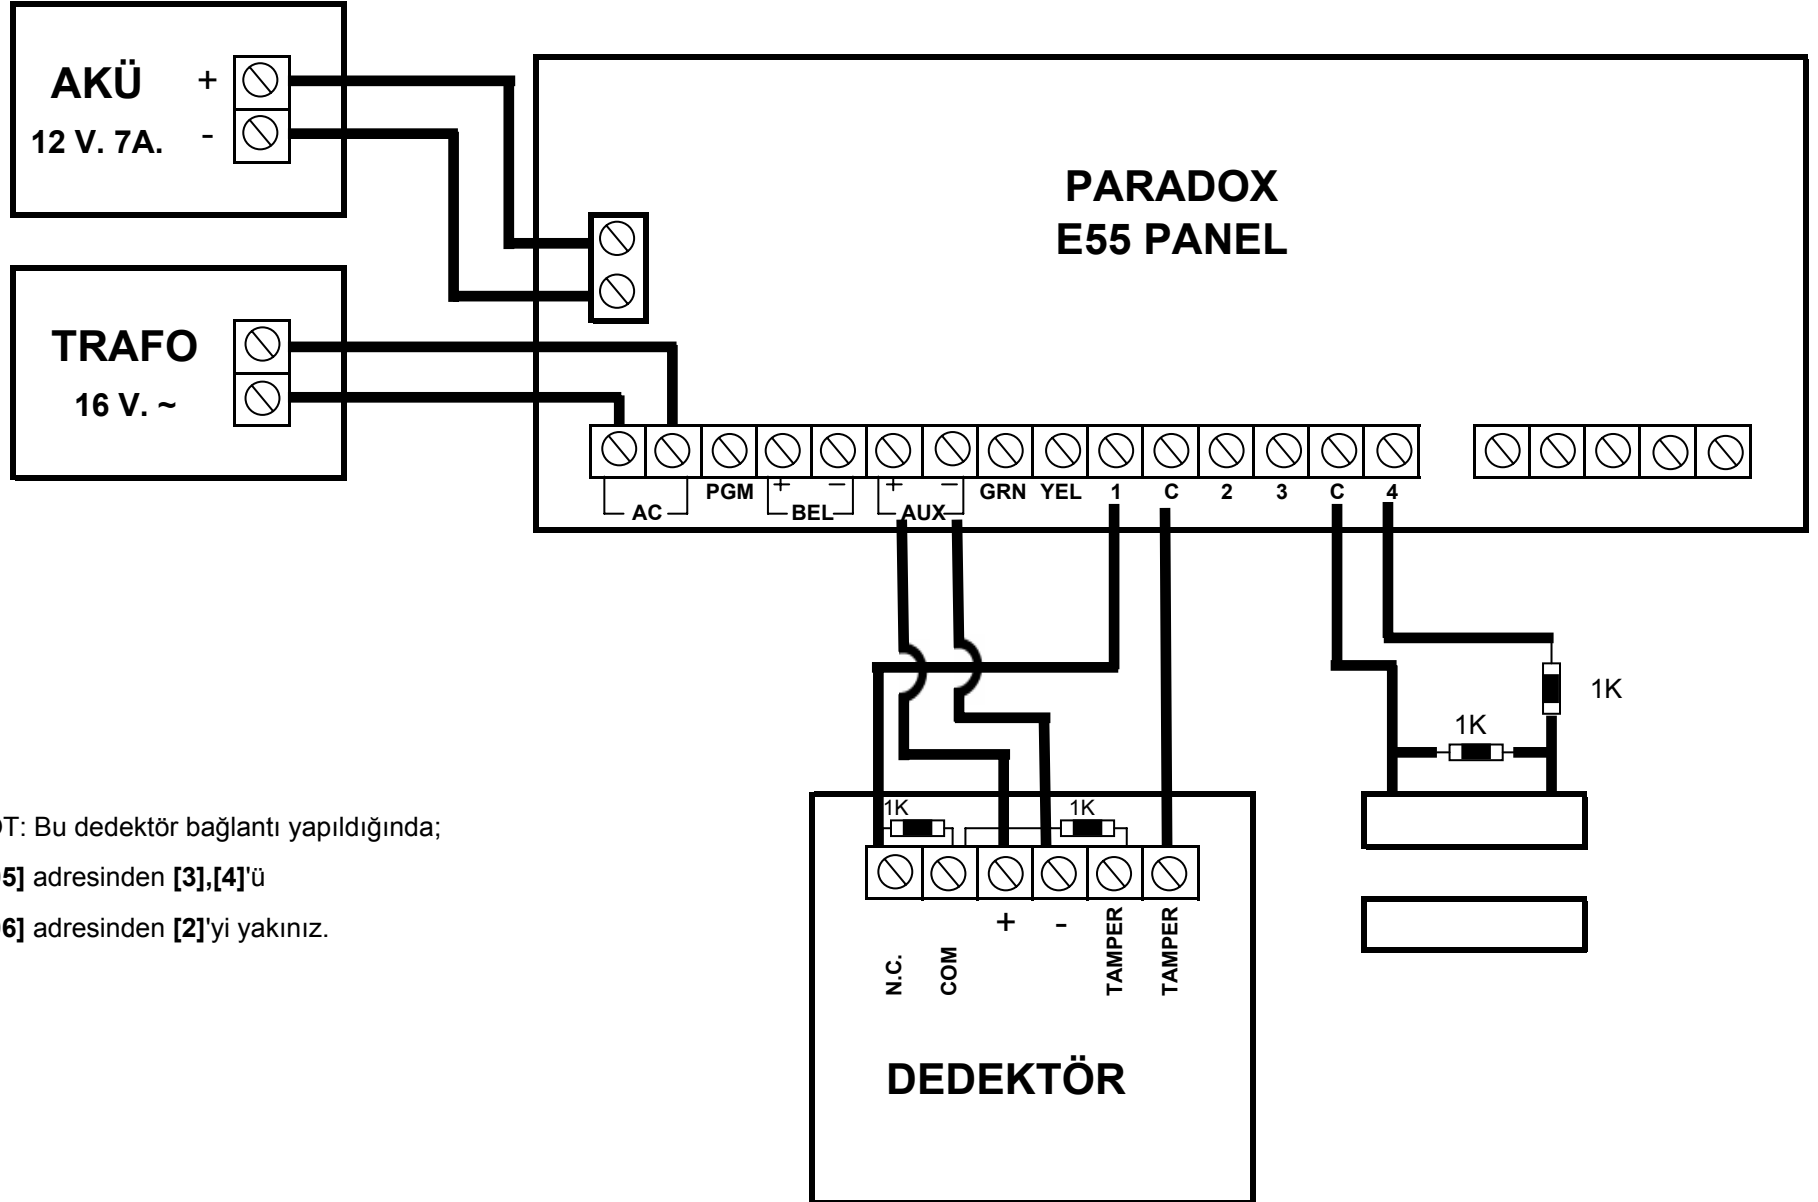 AKÜ
+
-
12 V. 7A.
PARADOX
E55 PANEL
TRAFO
16 V. ~
+ − + −
PGM GRN YEL 1 C 2 3 C 4
AC BEL AUX
1K
1K
1K 1K
OT: Bu dedektör bağlantı yapıldığında;
5] adresinden [3],[4]'ü
6] adresinden [2]'yi yakınız.
N.C. COM + - TAMPER TAMPER
DEDEKTÖR